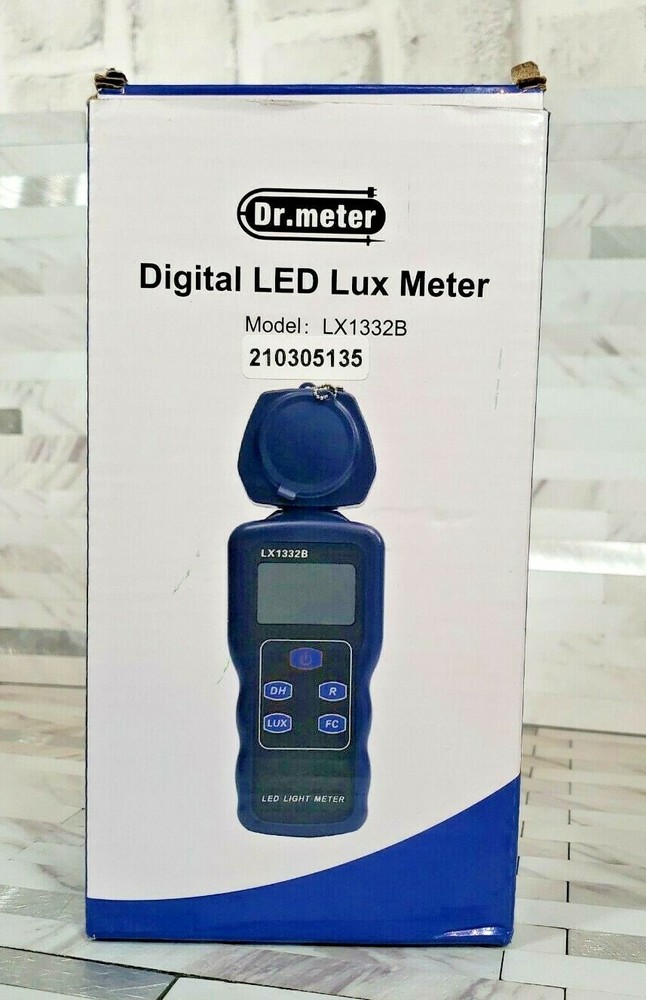 Dr.meter
Digital LED Lux Meter
Model: LX1332B
210305135
LX1332B
DH R
LUX FC
LED LIGHT METER